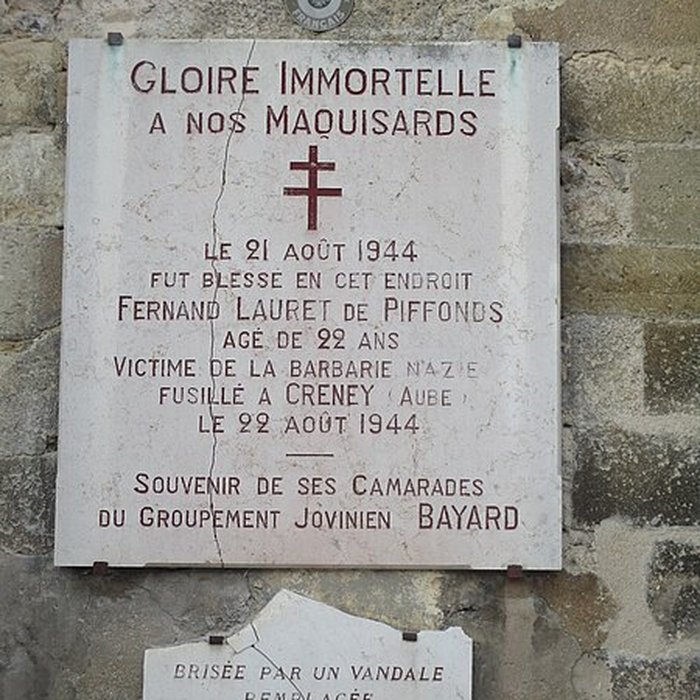 FRANÇAIS
GLOIRE IMMORTELLE
A NOS MAQUISARDS
LE 21 AOÛT 1944
FUT BLESSÉ EN CET ENDROIT
FERNAND LAURET DE PIFFONDS
AGÉ DE 22 ANS
VICTIME DE LA BARBARIE NAZIE
FUSILLÉ A CRENEY (AUBE)
LE 22 AOÛT 1944
SOUVENIR DE SES CAMARADES
DU GROUPEMENT JOVINIEN BAYARD
BRISÉE PAR UN VANDALE
REMPLACÉE